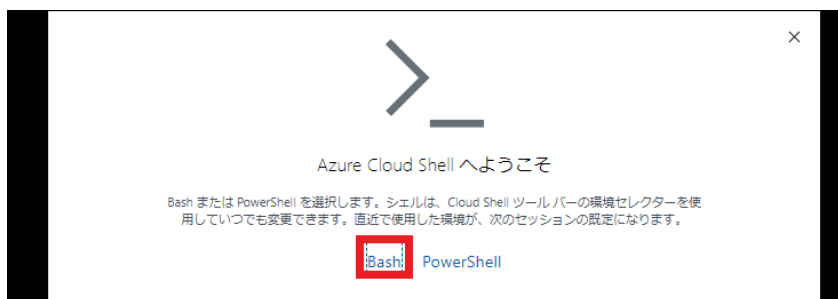 Azure Cloud Shell へようこそ
Bash または PowerShell を選択します。シェルは、Cloud Shell ツール バーの環境セレクターを使
用していつでも変更できます。直近で使用した環境が、次のセッションの既定になります。
Bash PowerShell